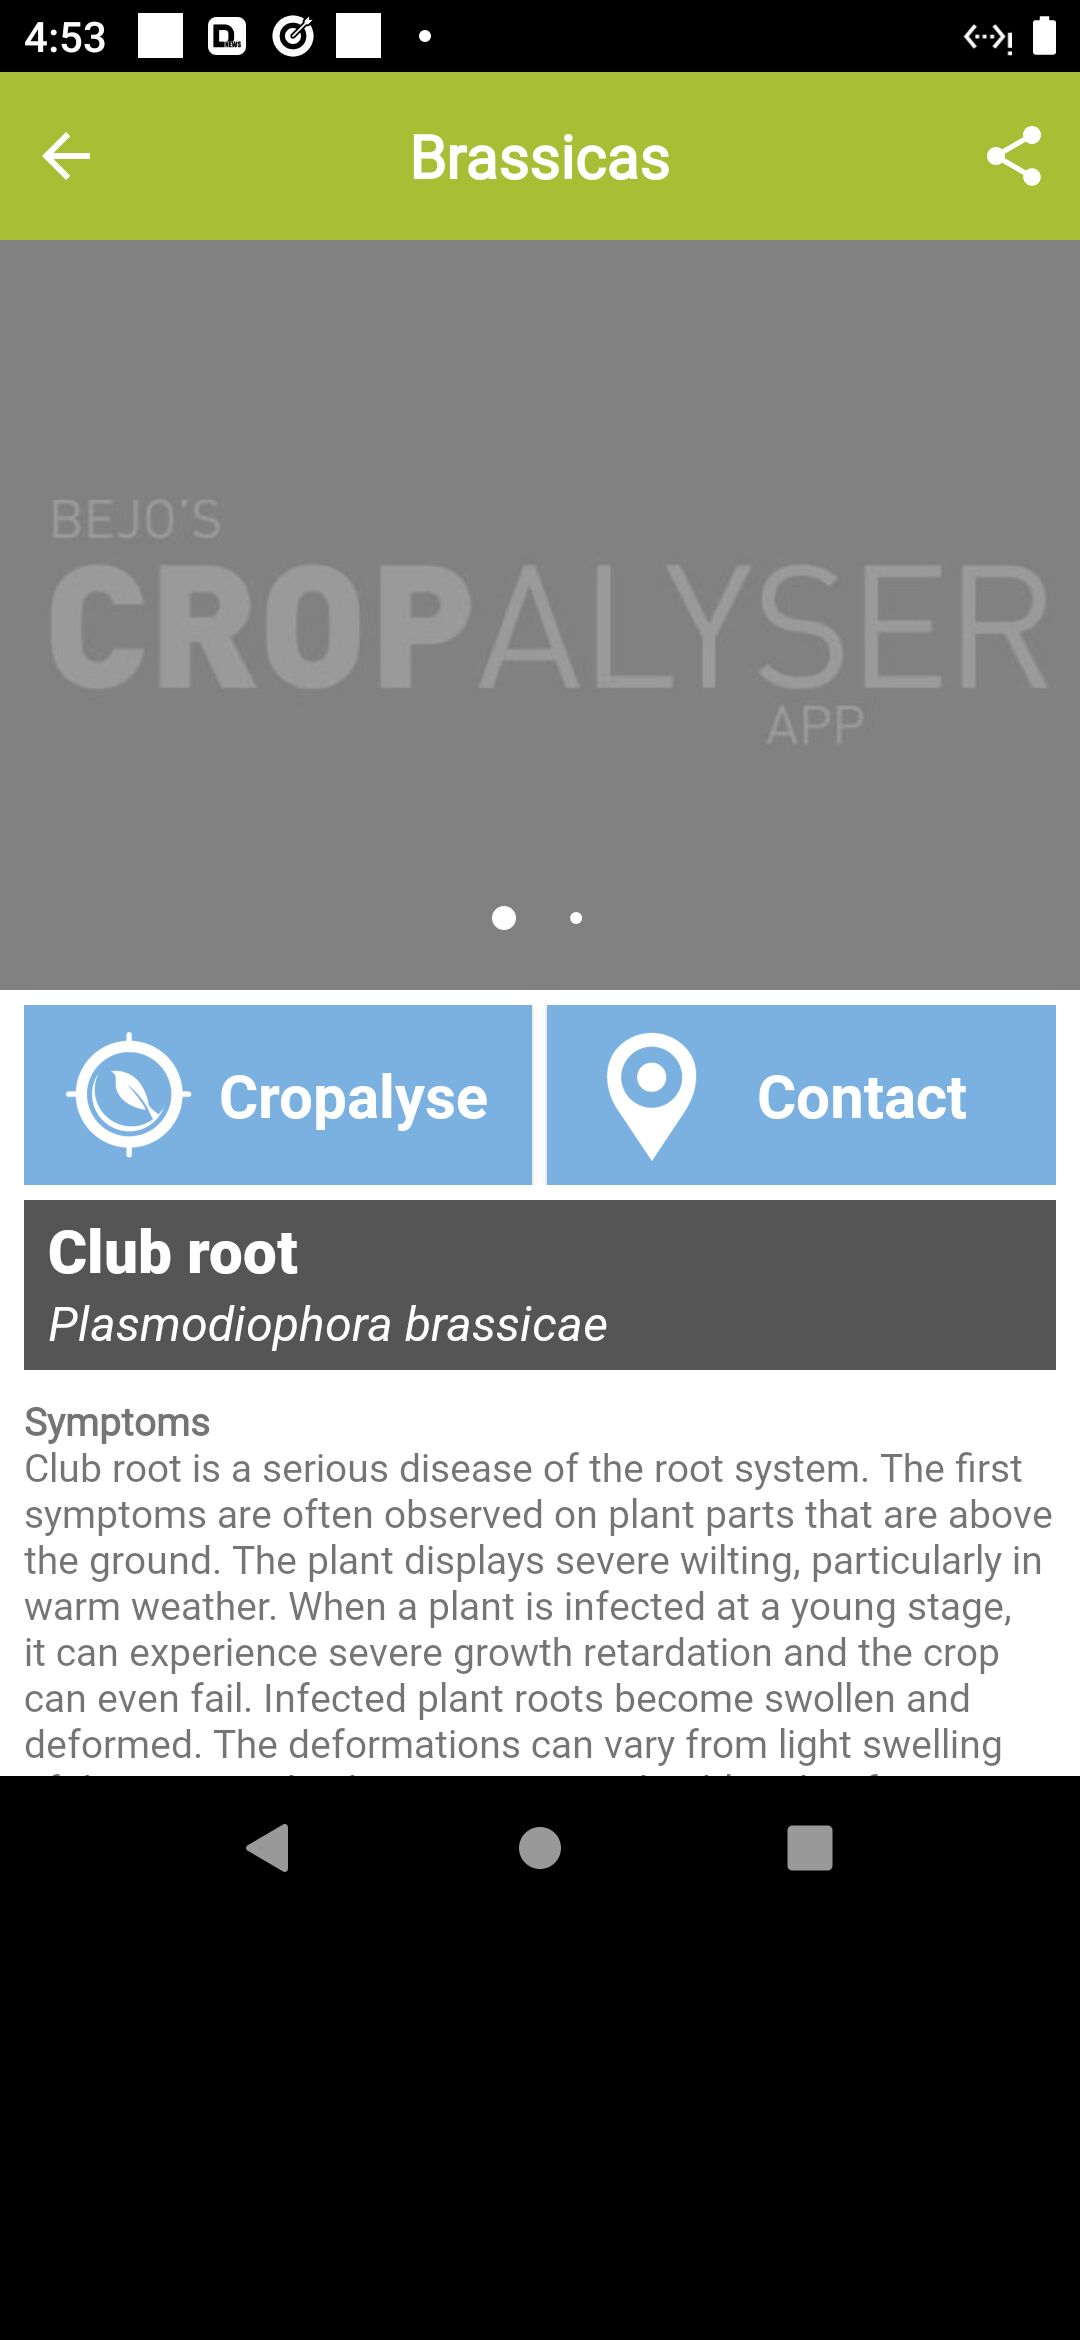 4:53
D NEWS
Brassicas
BEJO'S
CROPALYSER
APP
Cropalyse
Contact
Club root
Plasmodiophora brassicae
Symptoms
Club root is a serious disease of the root system. The first
symptoms are often observed on plant parts that are above
the ground. The plant displays severe wilting, particularly in
warm weather. When a plant is infected at a young stage,
it can experience severe growth retardation and the crop
can even fail. Infected plant roots become swollen and
deformed. The deformations can vary from light swelling